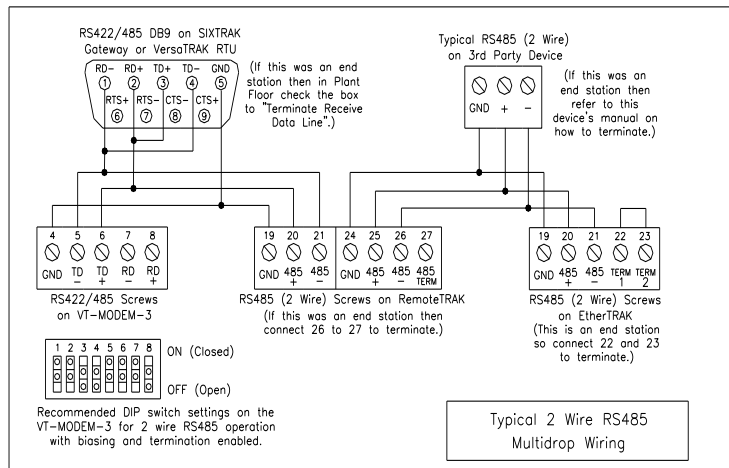 RS422/485 DB9 on SIXTRAK
Gateway or VersaTRAK RTU
RD- RD+ TD+ TD- GND
1 2 3 4 5
RTS+ RTS- CTS- CTS+
6 7 8 9
(If this was an end
station then in Plant
Floor check the box
to "Terminate Receive
Data Line".)
Typical RS485 (2 Wire)
on 3rd Party Device
GND + -
(If this was an
end station then
refer to this
device's manual on
how to terminate.)
4 5 6 7 8
GND TD - TD + RD - RD +
RS422/485 Screws
on VT-MODEM-3
19 20 21 24 25 26 27
GND 485 + 485 - GND 485 + 485 - 485 TERM
RS485 (2 Wire) Screws on RemoteTRAK
(If this was an end station then
connect 26 to 27 to terminate.)
19 20 21 22 23
GND 485 + 485 - TERM 1 TERM 2
RS485 (2 Wire) Screws
on EtherTRAK
(This is an end station
so connect 22 and 23
to terminate.)
1 2 3 4 5 6 7 8
ON (Closed)
OFF (Open)
Recommended DIP switch settings on the
VT-MODEM-3 for 2 wire RS485 operation
with biasing and termination enabled.
Typical 2 Wire RS485
Multidrop Wiring